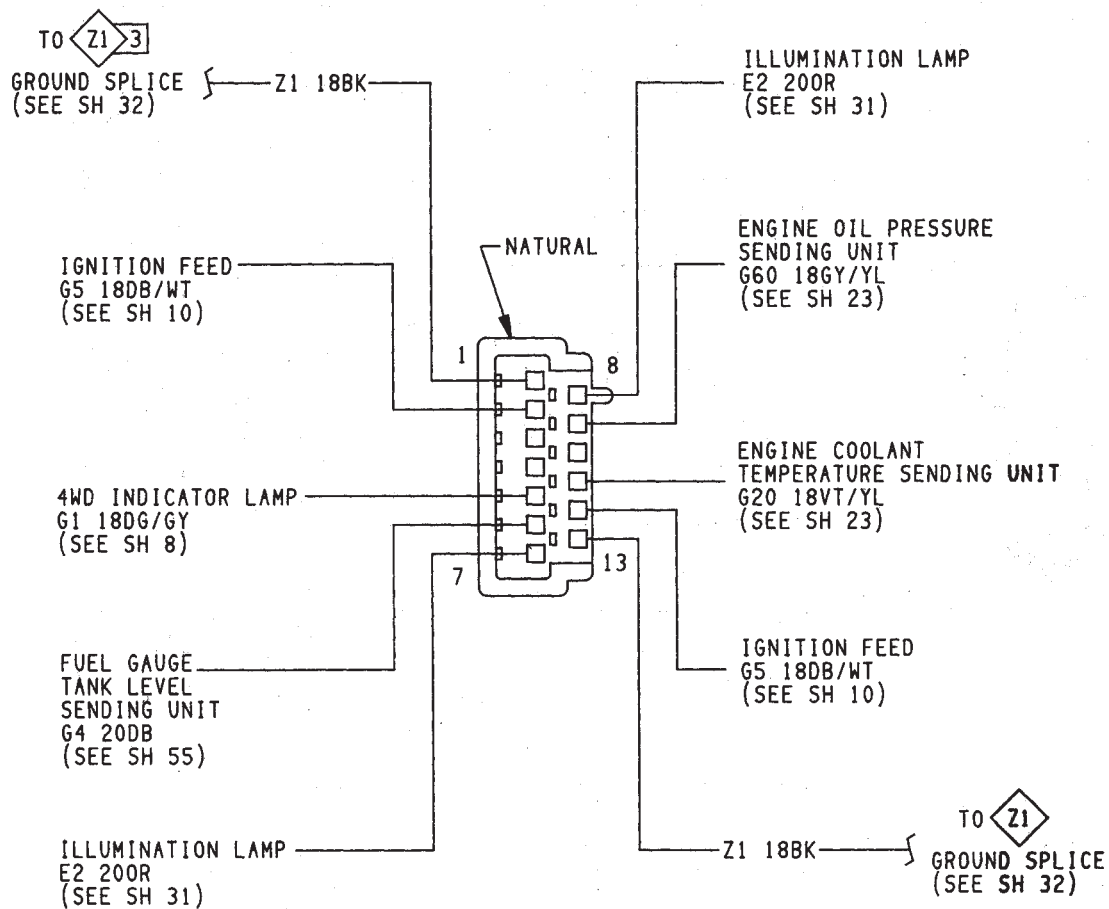 TO Z1 3
GROUND SPLICE
(SEE SH 32)
Z1 18BK
ILLUMINATION LAMP
E2 20OR
(SEE SH 31)
IGNITION FEED
G5 18DB/WT
(SEE SH 10)
NATURAL
ENGINE OIL PRESSURE
SENDING UNIT
G60 18GY/YL
(SEE SH 23)
1
8
4WD INDICATOR LAMP
G1 18DG/GY
(SEE SH 8)
ENGINE COOLANT
TEMPERATURE SENDING UNIT
G20 18VT/YL
(SEE SH 23)
7
13
FUEL GAUGE
TANK LEVEL
SENDING UNIT
G4 20DB
(SEE SH 55)
IGNITION FEED
G5 18DB/WT
(SEE SH 10)
ILLUMINATION LAMP
E2 20OR
(SEE SH 31)
Z1 18BK
TO Z1
GROUND SPLICE
(SEE SH 32)